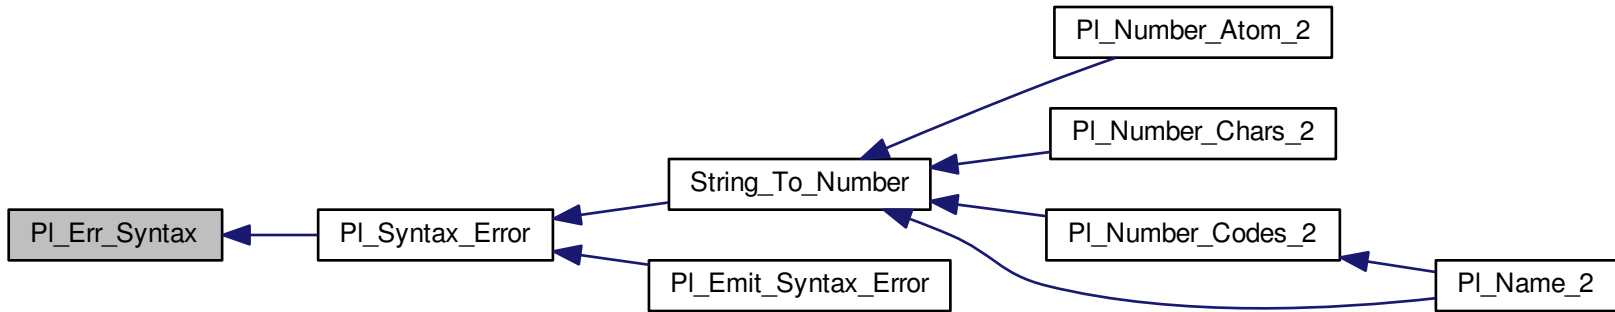 Pl_Number_Atom_2
Pl_Number_Chars_2
String_To_Number
Pl_Err_Syntax
Pl_Syntax_Error
Pl_Number_Codes_2
Pl_Emit_Syntax_Error
Pl_Name_2